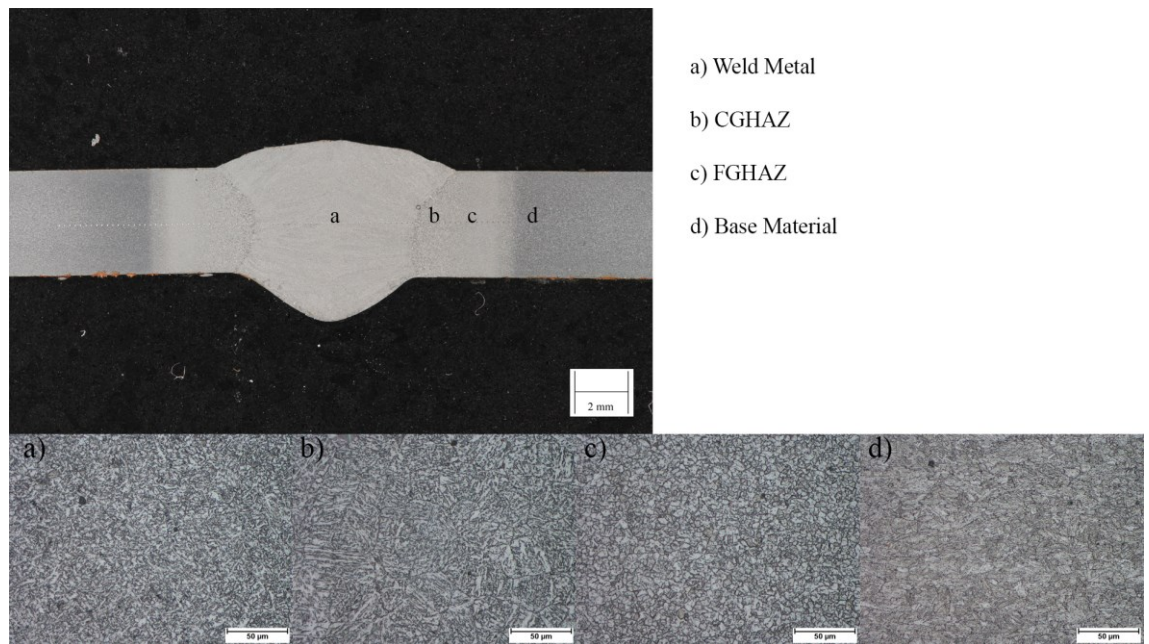 a) Weld Metal
b) CGHAZ
c) FGHAZ
d) Base Material
a b c d
2 mm
a) b) c) d)
50 µm 50 µm 50 µm 50 µm